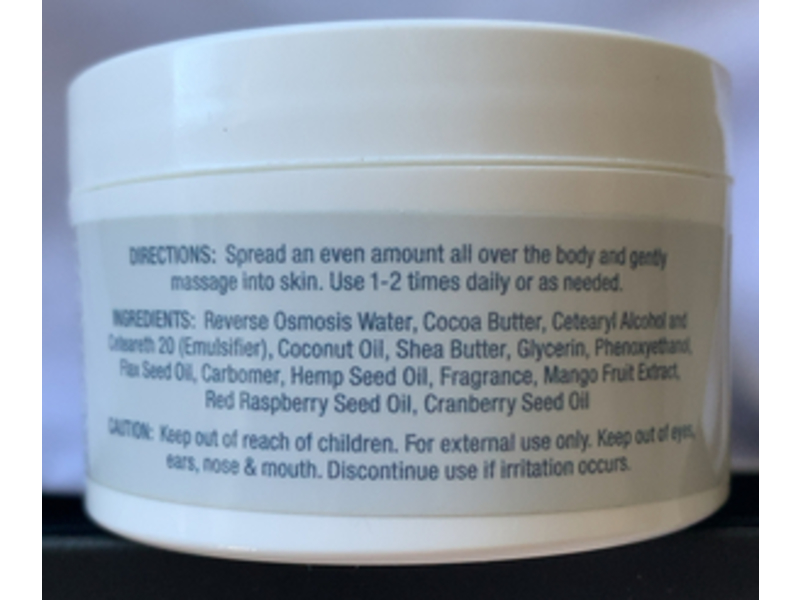 DIRECTIONS: Spread an even amount all over the body and gently
massage into skin. Use 1-2 times daily or as needed.
INGREDIENTS: Reverse Osmosis Water, Cocoa Butter, Cetearyl Alcohol and
Ceteareth 20 (Emulsifier), Coconut Oil, Shea Butter, Glycerin, Phenoxyethanol,
Flax Seed Oil, Carbomer, Hemp Seed Oil, Fragrance, Mango Fruit Extract,
Red Raspberry Seed Oil, Cranberry Seed Oil
CAUTION: Keep out of reach of children. For external use only. Keep out of eyes,
ears, nose & mouth. Discontinue use if irritation occurs.